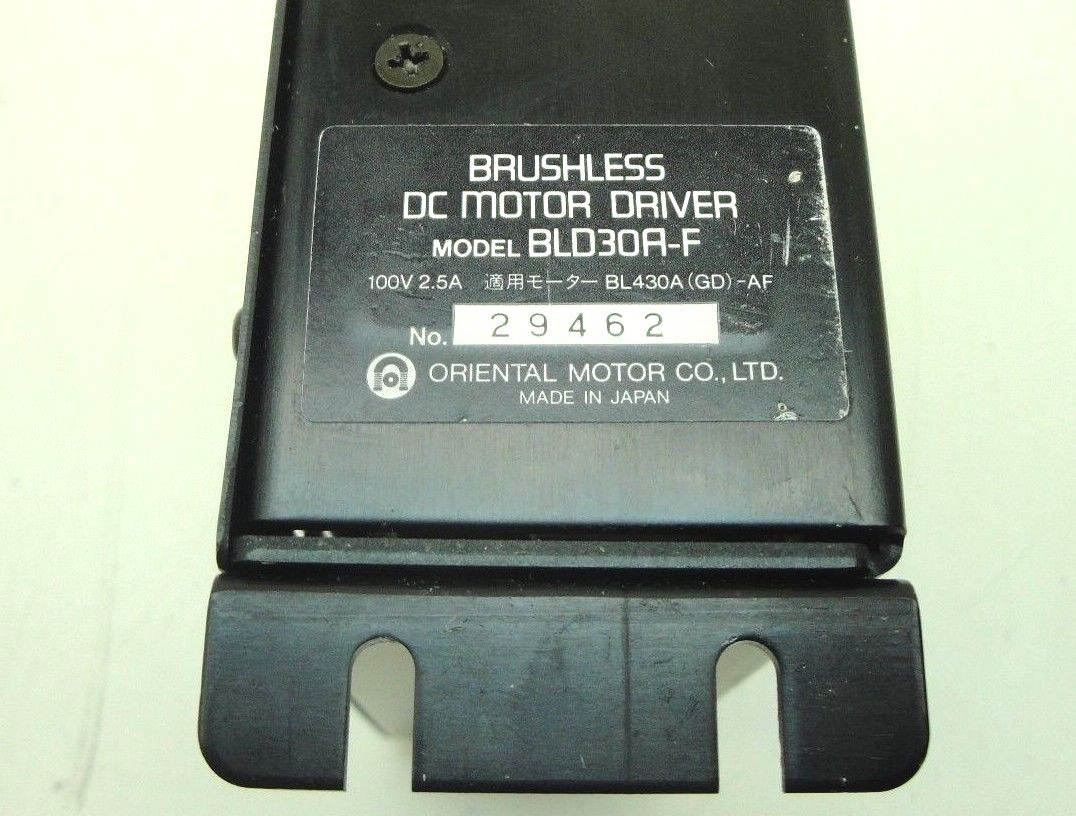 BRUSHLESS
DC MOTOR DRIVER
MODEL BLD30A-F
100V 2.5A 適用モーター BL430A(GD)-AF
No. 29462
ORIENTAL MOTOR CO., LTD.
MADE IN JAPAN